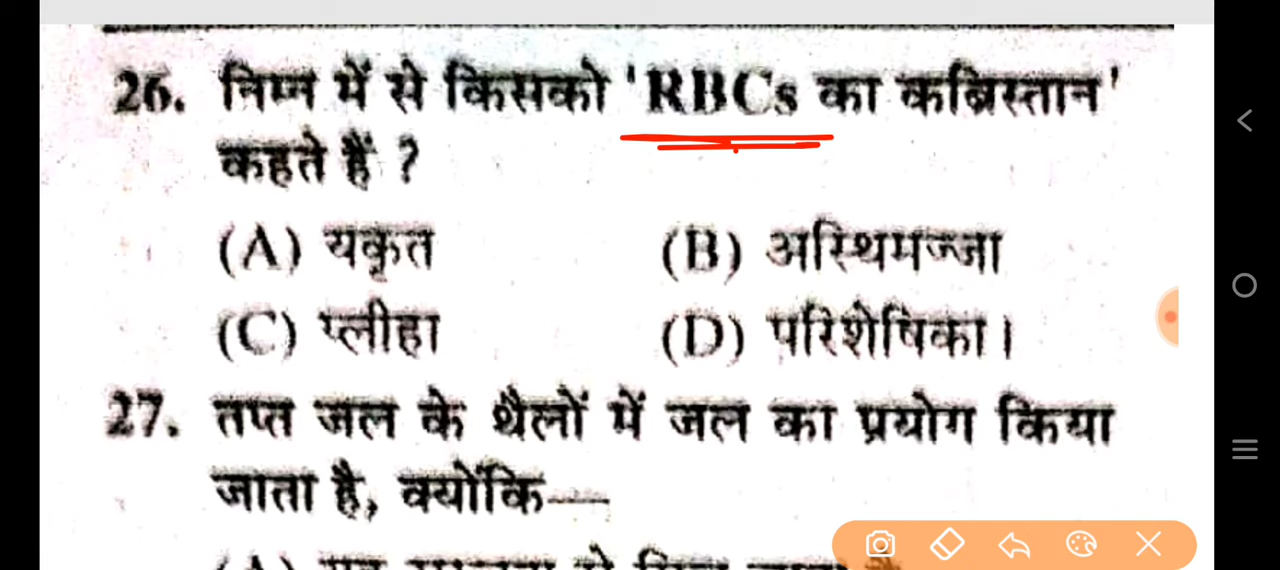 26. निम्न में से किसको 'RBCs का कब्रिस्तान'
कहते हैं ?
(A) यकृत (B) अस्थिमज्जा
(C) प्लीहा (D) परिशेषिका।
27. तप्त जल के थैलों में जल का प्रयोग किया
जाता है, क्योंकि—